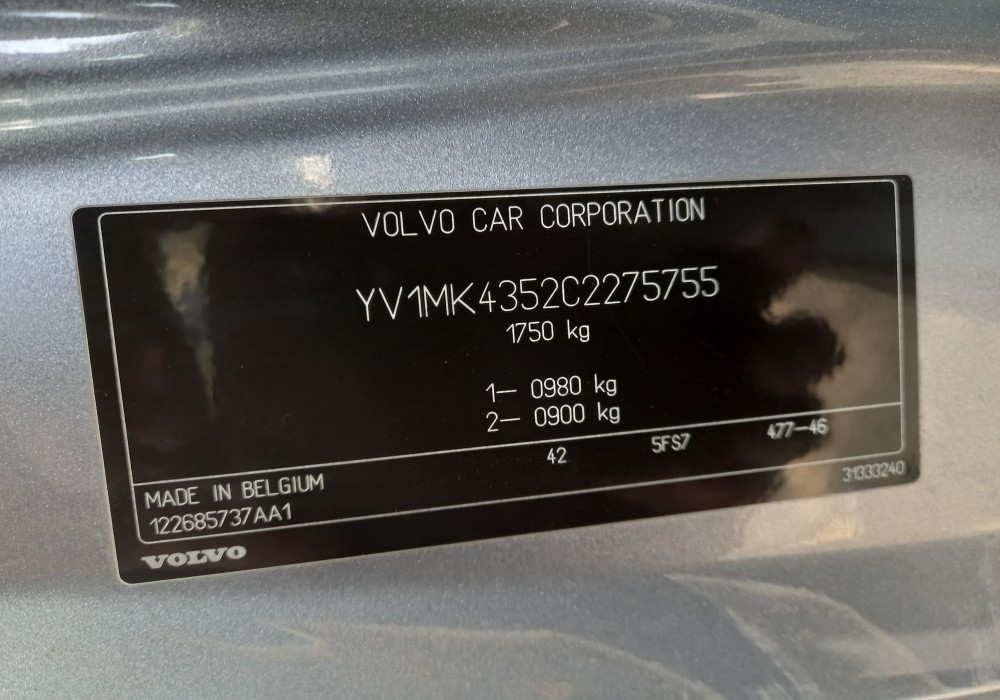 VOLVO CAR CORPORATION
YV1MK4352C2275755
1750 kg
1– 0980 kg
2– 0900 kg
42 5FS7 477–46
MADE IN BELGIUM
122685737AA1
31333240
VOLVO